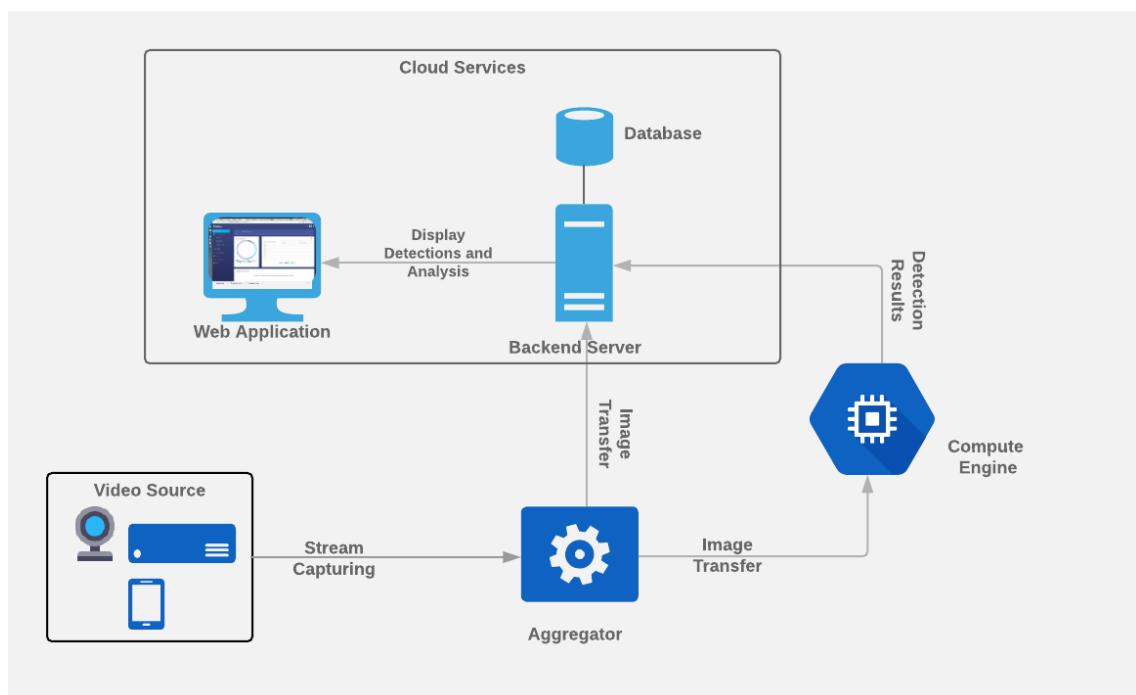 Cloud Services
Database
Display
Detections and
Analysis
Web Application
Backend Server
Detection
Results
Image
Transfer
Compute
Engine
Video Source
Stream
Capturing
Image
Transfer
Aggregator